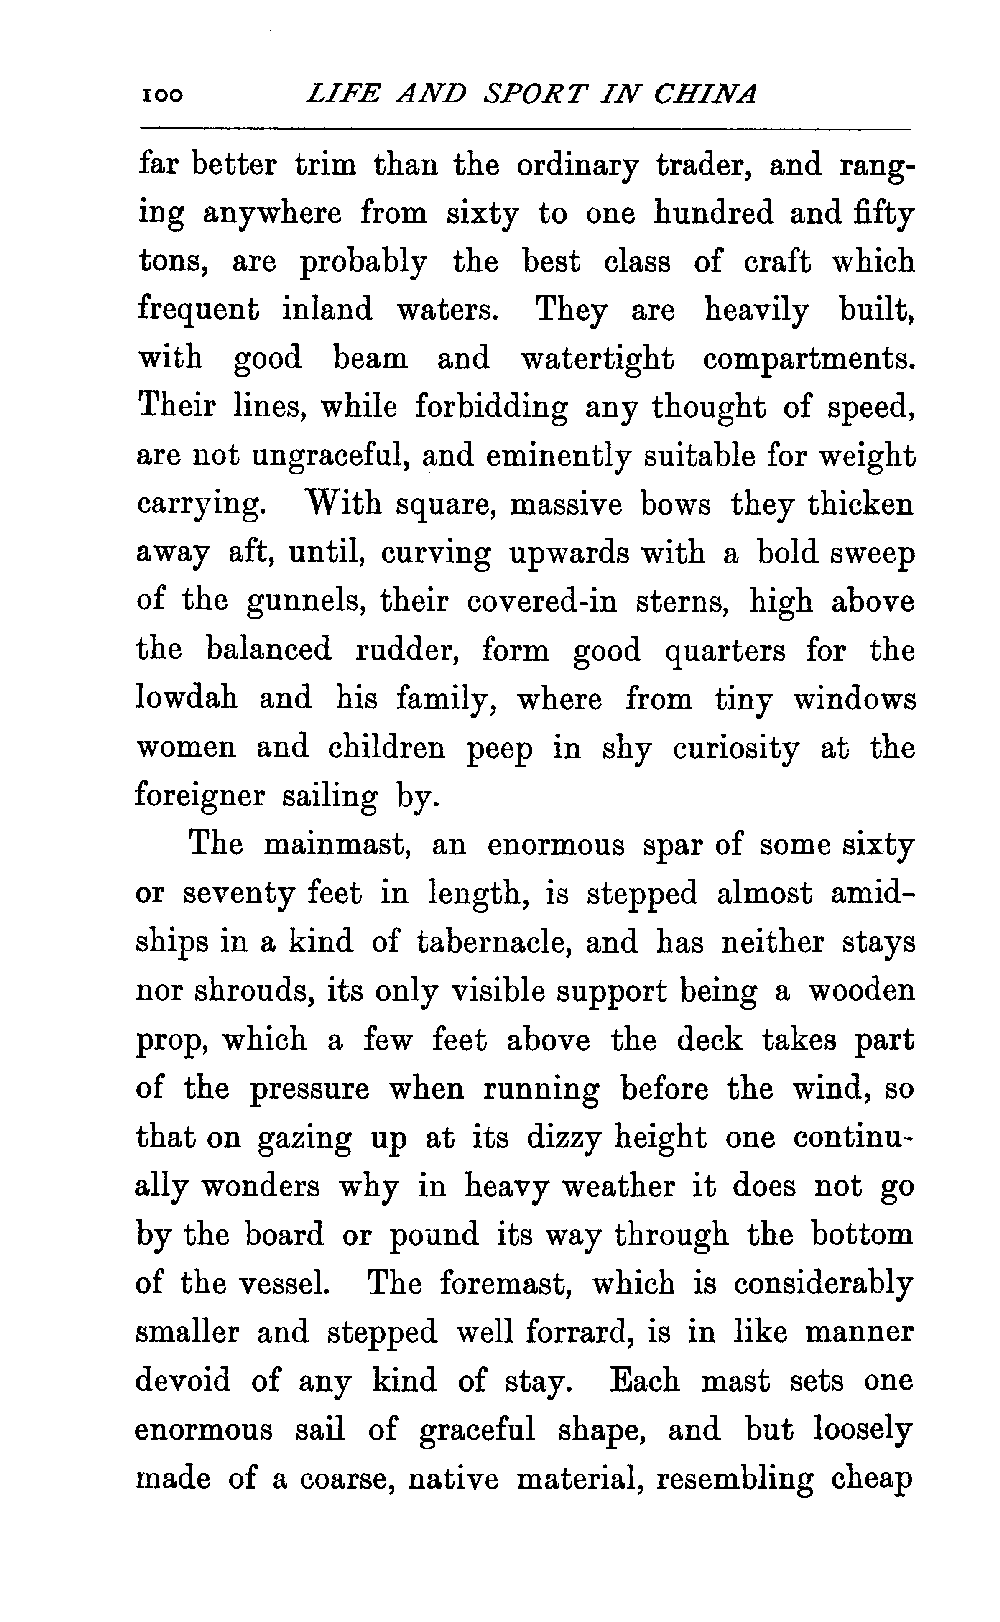 100 LIFE AND SPORT IN CHINA
far better trim than the ordinary trader, and rang-
ing anywhere from sixty to one hundred and fifty
tons, are probably the best class of craft which
frequent inland waters. They are heavily built,
with good beam and watertight compartments.
Their lines, while forbidding any thought of speed,
are not ungraceful, and eminently suitable for weight
carrying. With square, massive bows they thicken
away aft, until, curving upwards with a bold sweep
of the gunnels, their covered-in sterns, high above
the balanced rudder, form good quarters for the
lowdah and his family, where from tiny windows
women and children peep in shy curiosity at the
foreigner sailing by.
The mainmast, an enormous spar of some sixty
or seventy feet in length, is stepped almost amid-
ships in a kind of tabernacle, and has neither stays
nor shrouds, its only visible support being a wooden
prop, which a few feet above the deck takes part
of the pressure when running before the wind, so
that on gazing up at its dizzy height one continu-
ally wonders why in heavy weather it does not go
by the board or pound its way through the bottom
of the vessel. The foremast, which is considerably
smaller and stepped well forrard, is in like manner
devoid of any kind of stay. Each mast sets one
enormous sail of graceful shape, and but loosely
made of a coarse, native material, resembling cheap